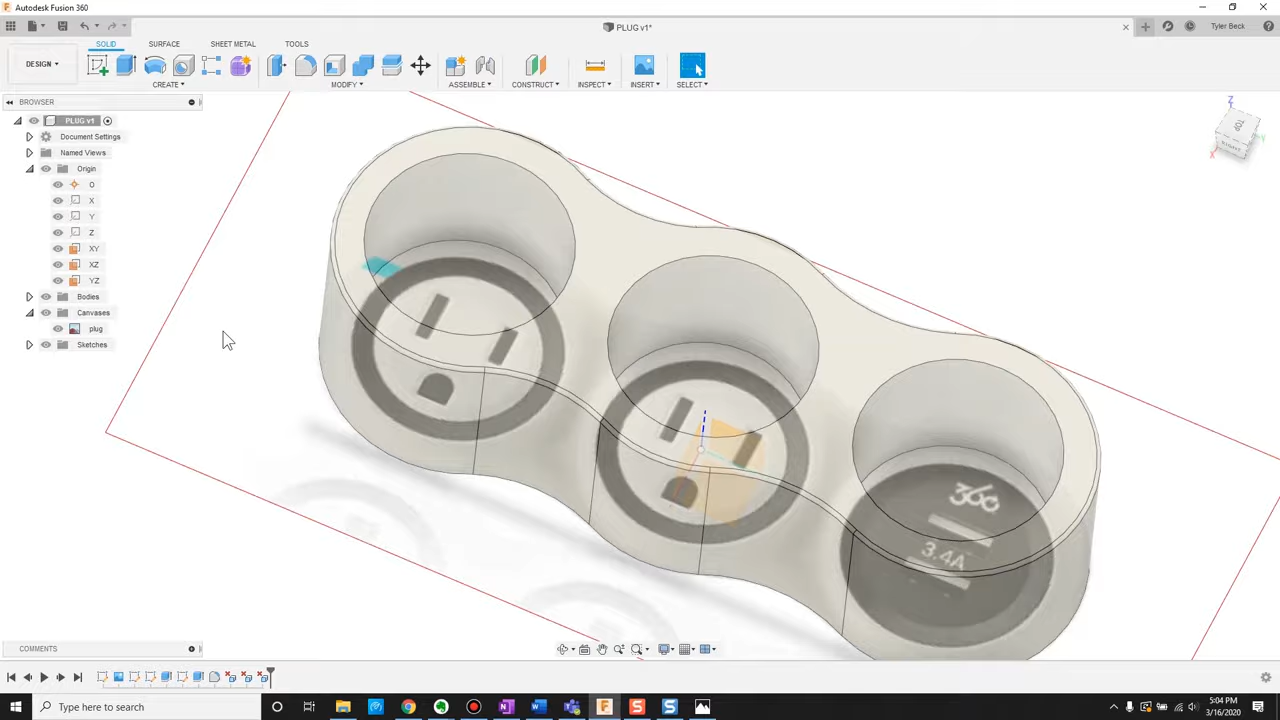 Autodesk Fusion 360
PLUG v1*
Tyler Beck
DESIGN
SOLID
SURFACE
SHEET METAL
TOOLS
CREATE
MODIFY
ASSEMBLE
CONSTRUCT
INSPECT
INSERT
SELECT
BROWSER
PLUG v1
Document Settings
Named Views
Origin
O
X
Y
Z
XY
XZ
YZ
Bodies
Canvases
plug
Sketches
Z
TOP
Y
X
360
3.4A
COMMENTS
Type here to search
5:04 PM
3/16/2020